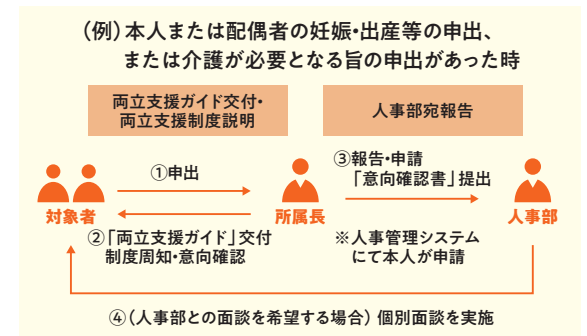 （例）本人または配偶者の妊娠・出産等の申出、
または介護が必要となる旨の申出があった時
両立支援ガイド交付・
両立支援制度説明
人事部宛報告
①申出
③報告・申請
「意向確認書」提出
対象者
所属長
人事部
②「両立支援ガイド」交付
制度周知・意向確認
※人事管理システム
にて本人が申請
④（人事部との面談を希望する場合）個別面談を実施